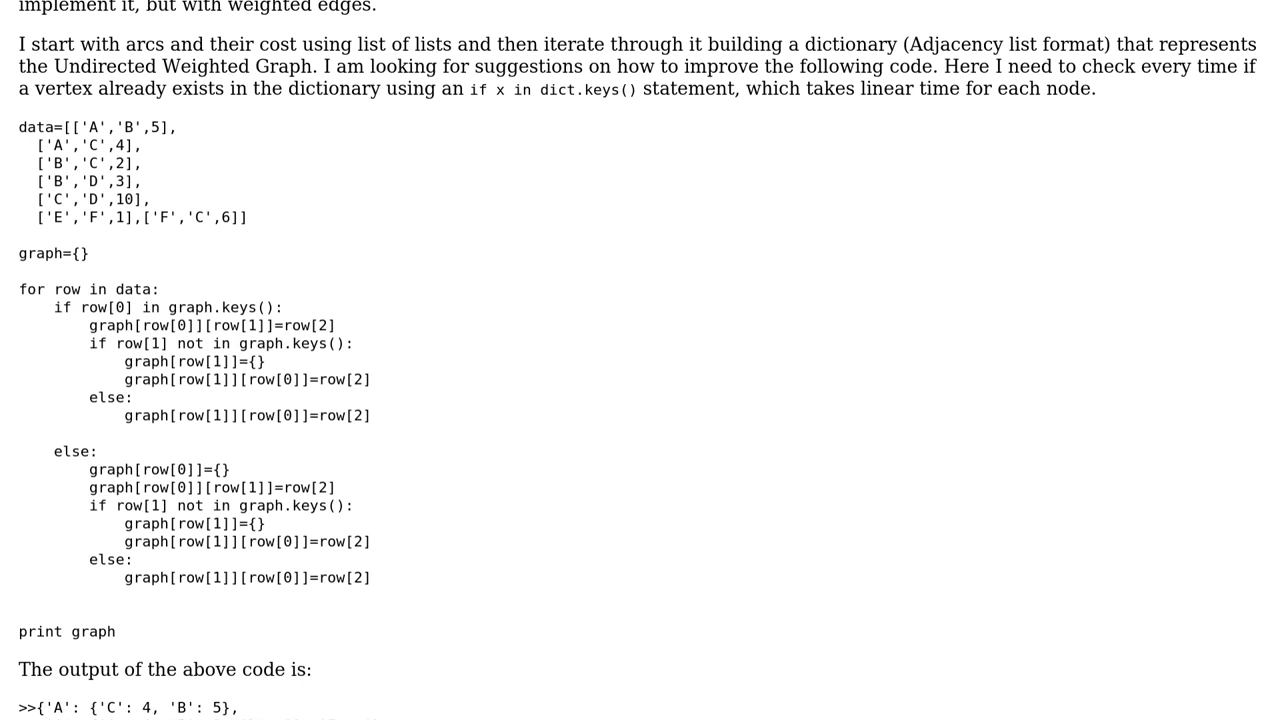 implement it, but with weighted edges.
I start with arcs and their cost using list of lists and then iterate through it building a dictionary (Adjacency list format) that represents
the Undirected Weighted Graph. I am looking for suggestions on how to improve the following code. Here I need to check every time if
a vertex already exists in the dictionary using an if x in dict.keys() statement, which takes linear time for each node.
data=[['A','B',5],
  ['A','C',4],
  ['B','C',2],
  ['B','D',3],
  ['C','D',10],
  ['E','F',1],['F','C',6]]
graph={}
for row in data:
    if row[0] in graph.keys():
        graph[row[0]][row[1]]=row[2]
        if row[1] not in graph.keys():
            graph[row[1]]={}
            graph[row[1]][row[0]]=row[2]
        else:
            graph[row[1]][row[0]]=row[2]
    else:
        graph[row[0]]={}
        graph[row[0]][row[1]]=row[2]
        if row[1] not in graph.keys():
            graph[row[1]]={}
            graph[row[1]][row[0]]=row[2]
        else:
            graph[row[1]][row[0]]=row[2]
print graph
The output of the above code is:
>>{'A': {'C': 4, 'B': 5},